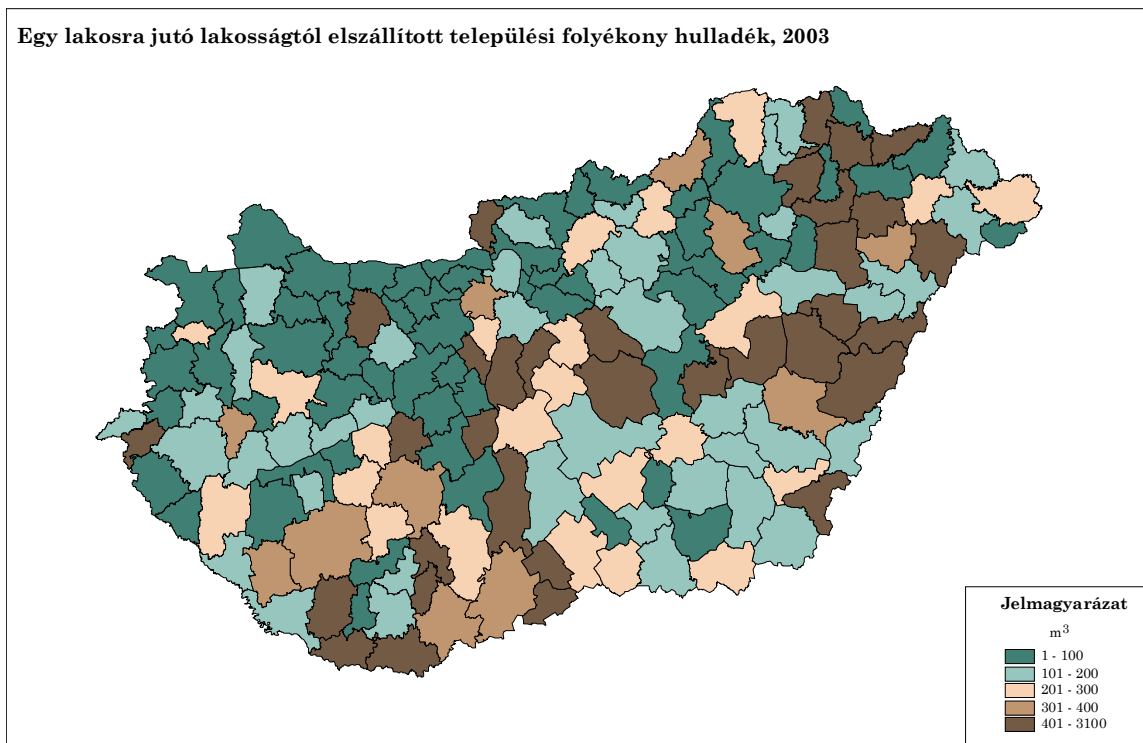 Egy lakosra jutó lakosságtól elszállított települési folyékony hulladék, 2003
Jelmagyarázat
m³
1 - 100
101 - 200
201 - 300
301 - 400
401 - 3100